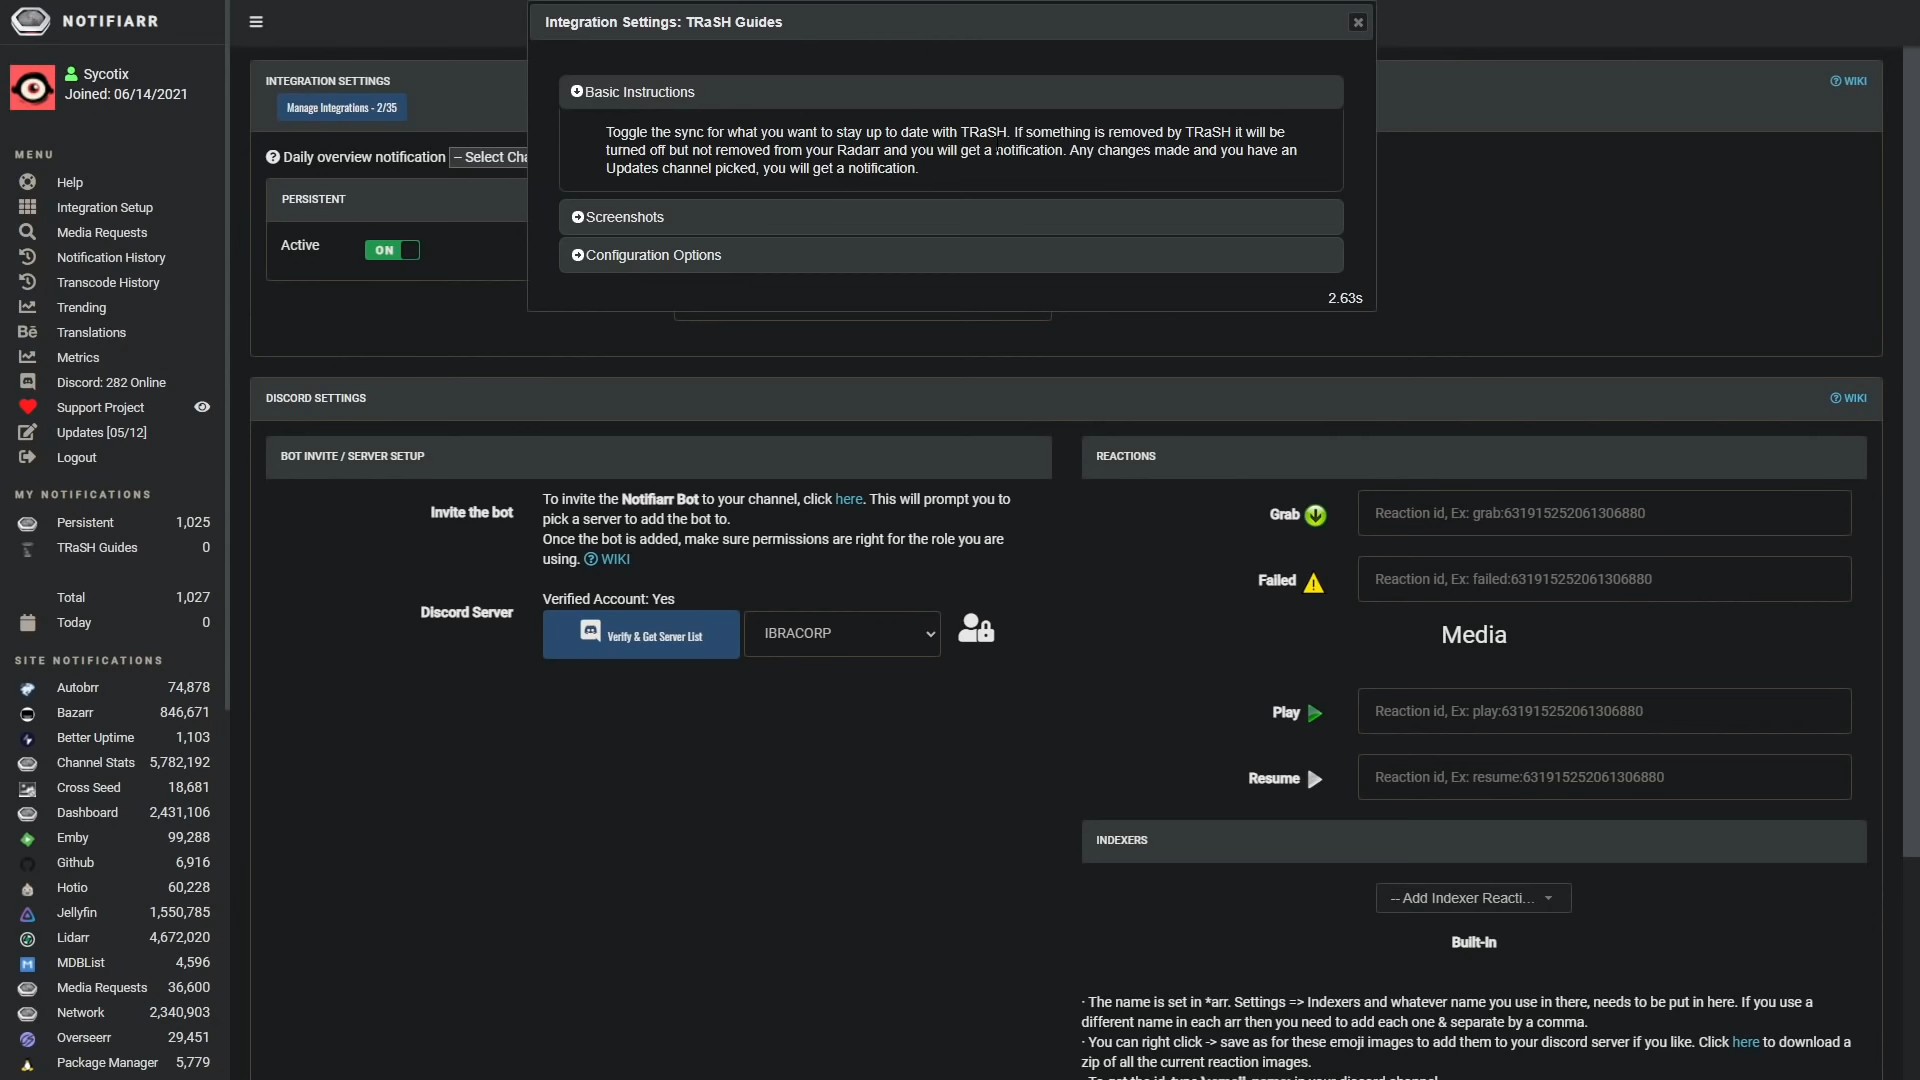 NOTIFIARR
Sycotix
Joined: 06/14/2021
MENU
Help
Integration Setup
Media Requests
Notification History
Transcode History
Trending
Bē Translations
Metrics
Discord: 282 Online
Support Project
Updates [05/12]
Logout
MY NOTIFICATIONS
Persistent 1,025
TRaSH Guides 0
Total 1,027
Today 0
SITE NOTIFICATIONS
Autobrr 74,878
Bazarr 846,671
Better Uptime 1,103
Channel Stats 5,782,192
Cross Seed 18,681
Dashboard 2,431,106
Emby 99,288
Github 6,916
Hotio 60,228
Jellyfin 1,550,785
Lidarr 4,672,020
MDBList 4,596
Media Requests 36,600
Network 2,340,903
Overseerr 29,451
Package Manager 5,779
INTEGRATION SETTINGS
WIKI
Manage Integrations - 2/35
Daily overview notification -- Select Cha
PERSISTENT
Active ON
Integration Settings: TRaSH Guides
Basic Instructions
Toggle the sync for what you want to stay up to date with TRaSH. If something is removed by TRaSH it will be
turned off but not removed from your Radarr and you will get a notification. Any changes made and you have an
Updates channel picked, you will get a notification.
Screenshots
Configuration Options
2.63s
DISCORD SETTINGS
WIKI
BOT INVITE / SERVER SETUP
Invite the bot
To invite the Notifiarr Bot to your channel, click here. This will prompt you to
pick a server to add the bot to.
Once the bot is added, make sure permissions are right for the role you are
using. WIKI
Discord Server
Verified Account: Yes
Verify & Get Server List
IBRACORP
REACTIONS
Grab
Reaction id, Ex: grab:631915252061306880
Failed
Reaction id, Ex: failed:631915252061306880
Media
Play
Reaction id, Ex: play:631915252061306880
Resume
Reaction id, Ex: resume:631915252061306880
INDEXERS
-- Add Indexer Reacti...
Built-In
· The name is set in *arr. Settings => Indexers and whatever name you use in there, needs to be put in here. If you use a
different name in each arr then you need to add each one & separate by a comma.
· You can right click -> save as for these emoji images to add them to your discord server if you like. Click here to download a
zip of all the current reaction images.